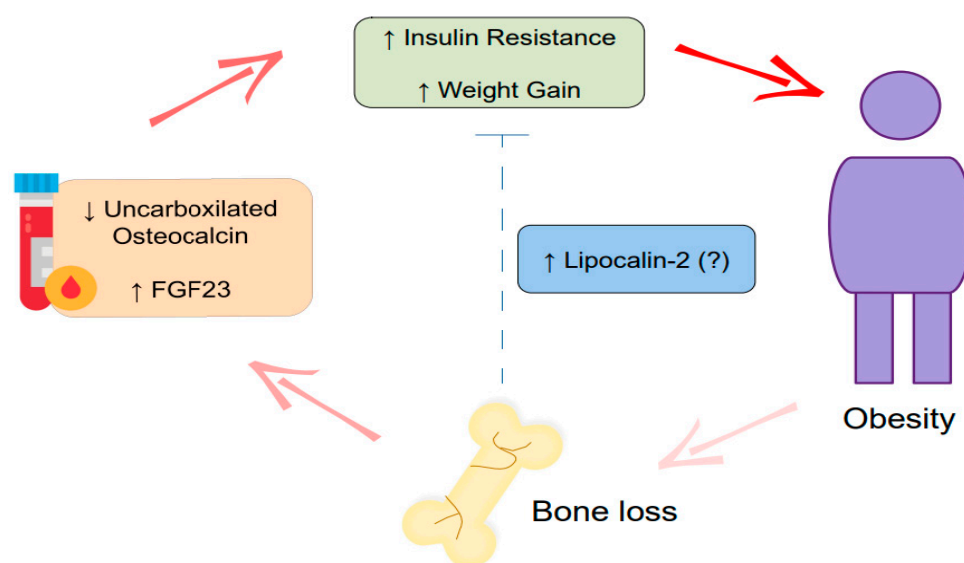 ↑ Insulin Resistance
↑ Weight Gain
↓ Uncarboxilated
Osteocalcin
↑ FGF23
↑ Lipocalin-2 (?)
Obesity
Bone loss